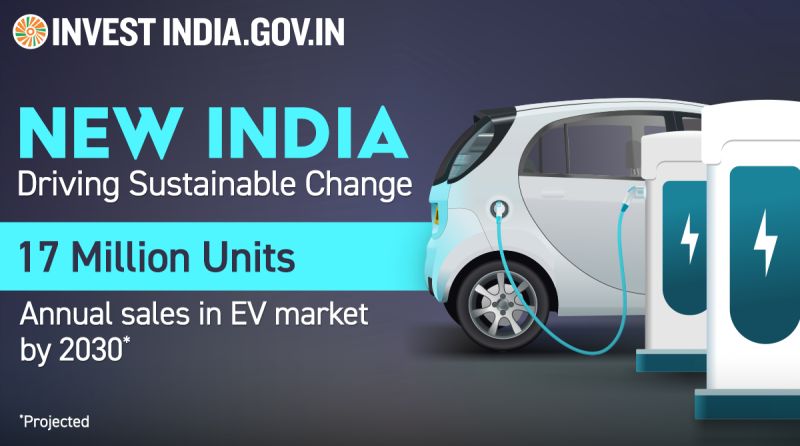 INVEST INDIA.GOV.IN
NEW INDIA
Driving Sustainable Change
17 Million Units
Annual sales in EV market
by 2030*
*Projected